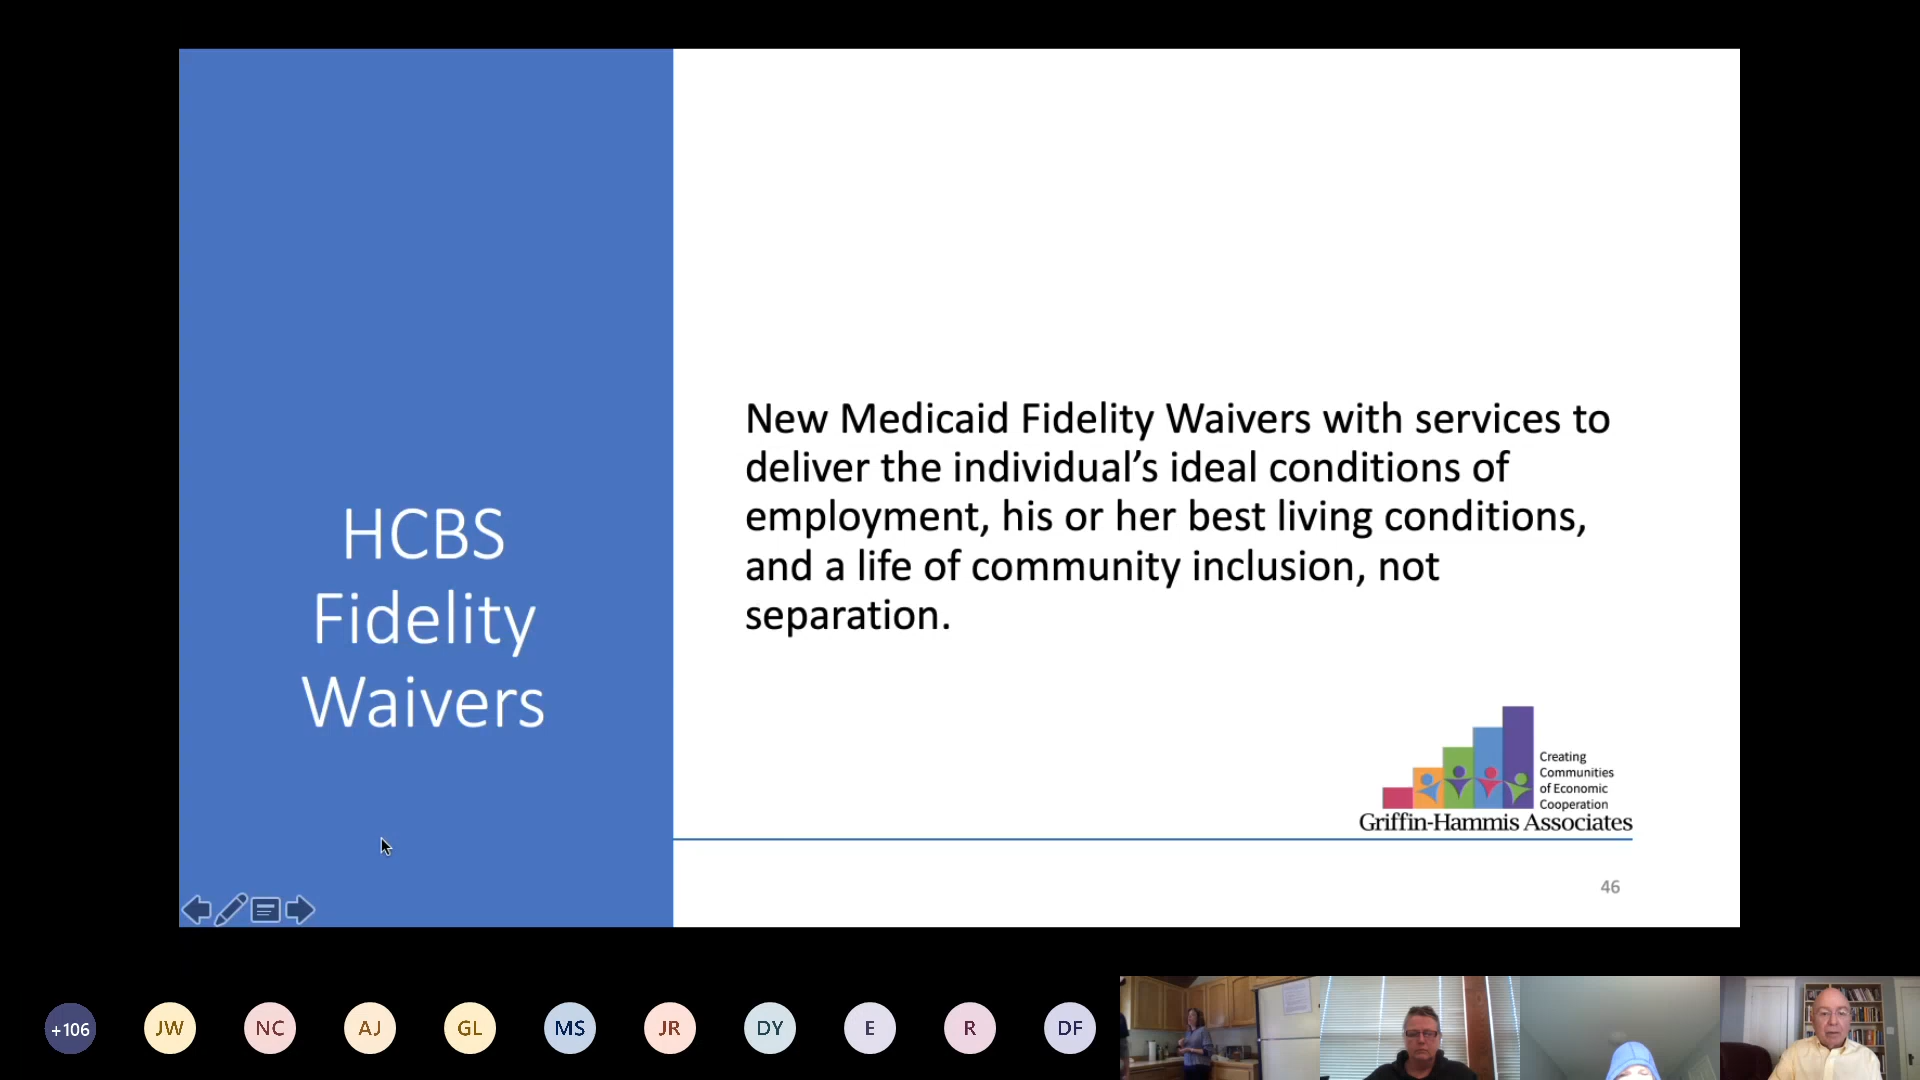 HCBS
Fidelity
Waivers
New Medicaid Fidelity Waivers with services to
deliver the individual’s ideal conditions of
employment, his or her best living conditions,
and a life of community inclusion, not
separation.
Creating
Communities
of Economic
Cooperation
Griffin-Hammis Associates
46
+106
JW
NC
AJ
GL
MS
JR
DY
E
R
DF